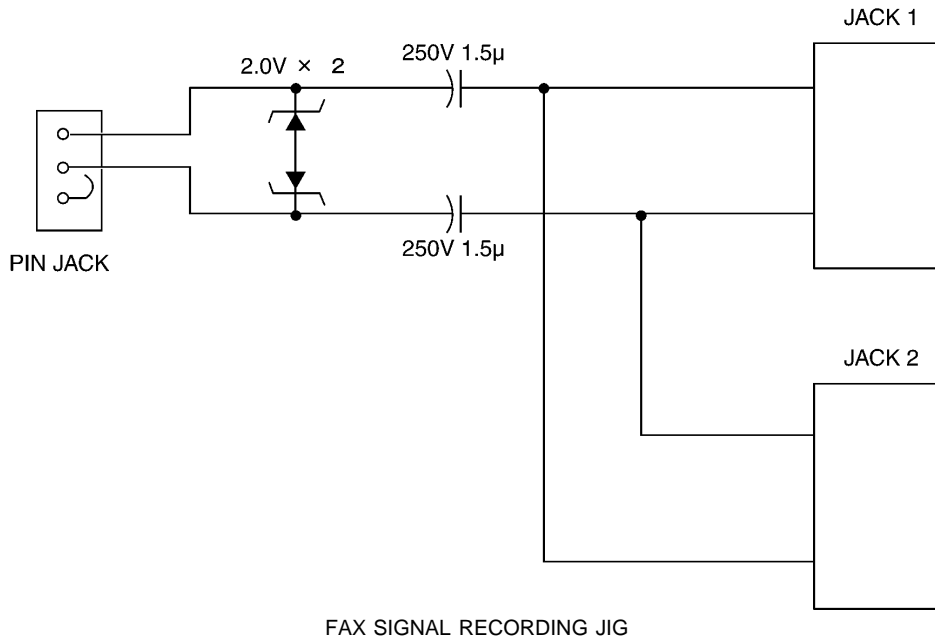 JACK 1
250V 1.5µ
2.0V × 2
250V 1.5µ
PIN JACK
JACK 2
FAX SIGNAL RECORDING JIG